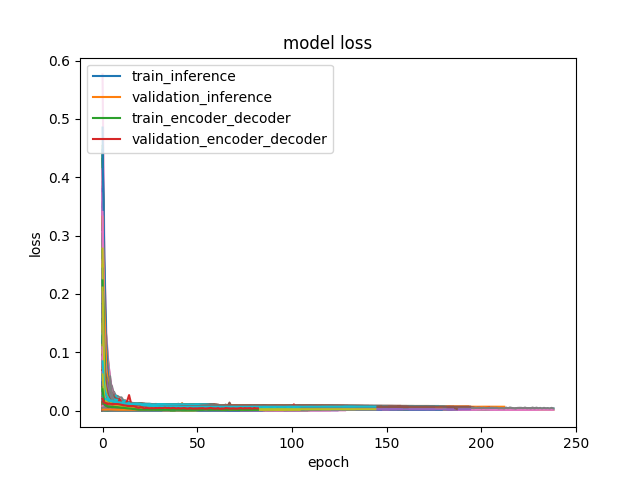 model loss
train_inference
validation_inference
train_encoder_decoder
validation_encoder_decoder
0.6
0.5
0.4
0.3
0.2
0.1
0.0
loss
0
50
100
150
200
250
epoch